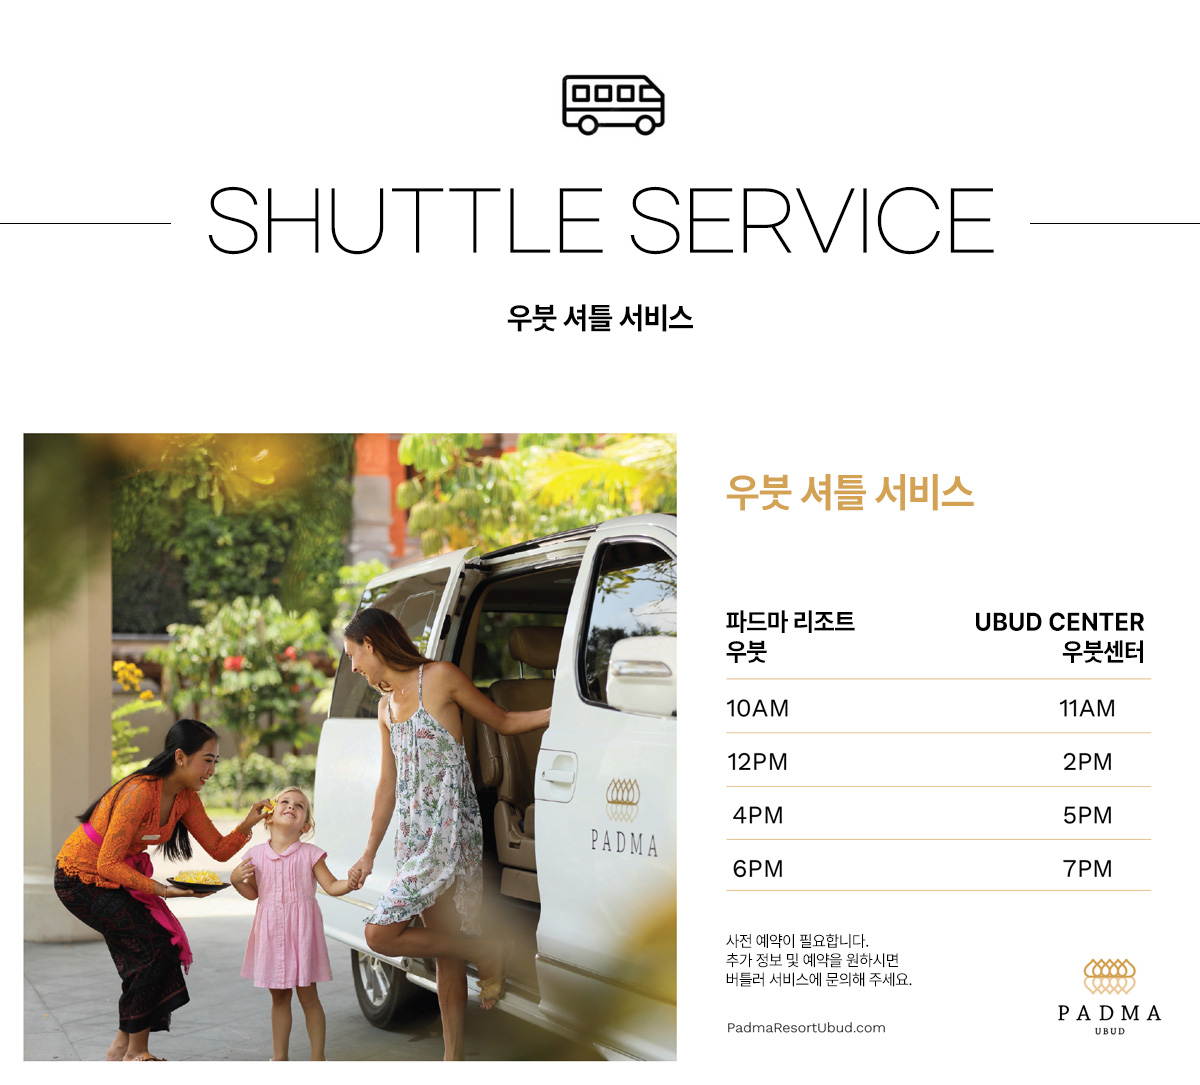 SHUTTLE SERVICE
우붓 셔틀 서비스
PADMA
우붓 셔틀 서비스
파드마 리조트
우붓
UBUD CENTER
우붓센터
10AM 11AM
12PM 2PM
4PM 5PM
6PM 7PM
사전 예약이 필요합니다.
추가 정보 및 예약을 원하시면
버틀러 서비스에 문의해 주세요.
PadmaResortUbud.com
PADMA
UBUD